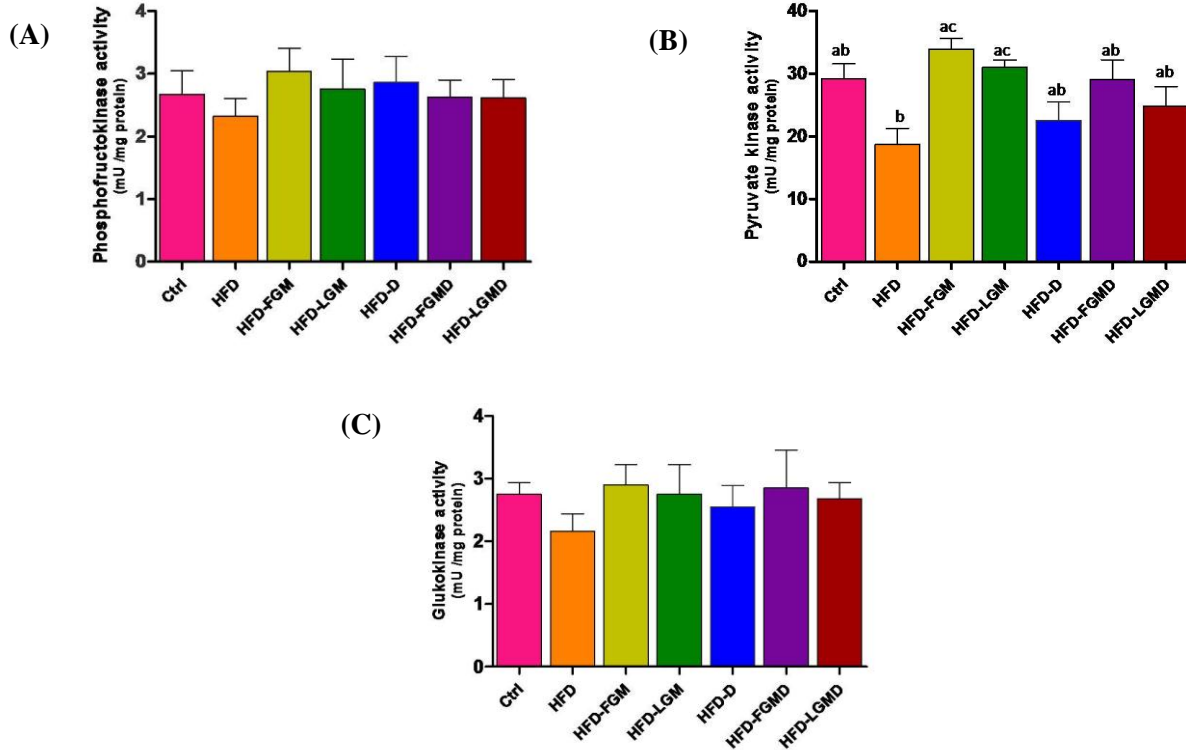 (A)
Phosphofructokinase activity
(mU /mg protein)
4
3
2
1
0
Ctrl
HFD
HFD-FGM
HFD-LGM
HFD-D
HFD-FGMD
HFD-LGMD
(B)
Pyruvate kinase activity
(mU /mg protein)
40
30
20
10
0
ab
b
ac
ac
ab
ab
ab
Ctrl
HFD
HFD-FGM
HFD-LGM
HFD-D
HFD-FGMD
HFD-LGMD
(C)
Glukokinase activity
(mU /mg protein)
4
3
2
1
0
Ctrl
HFD
HFD-FGM
HFD-LGM
HFD-D
HFD-FGMD
HFD-LGMD